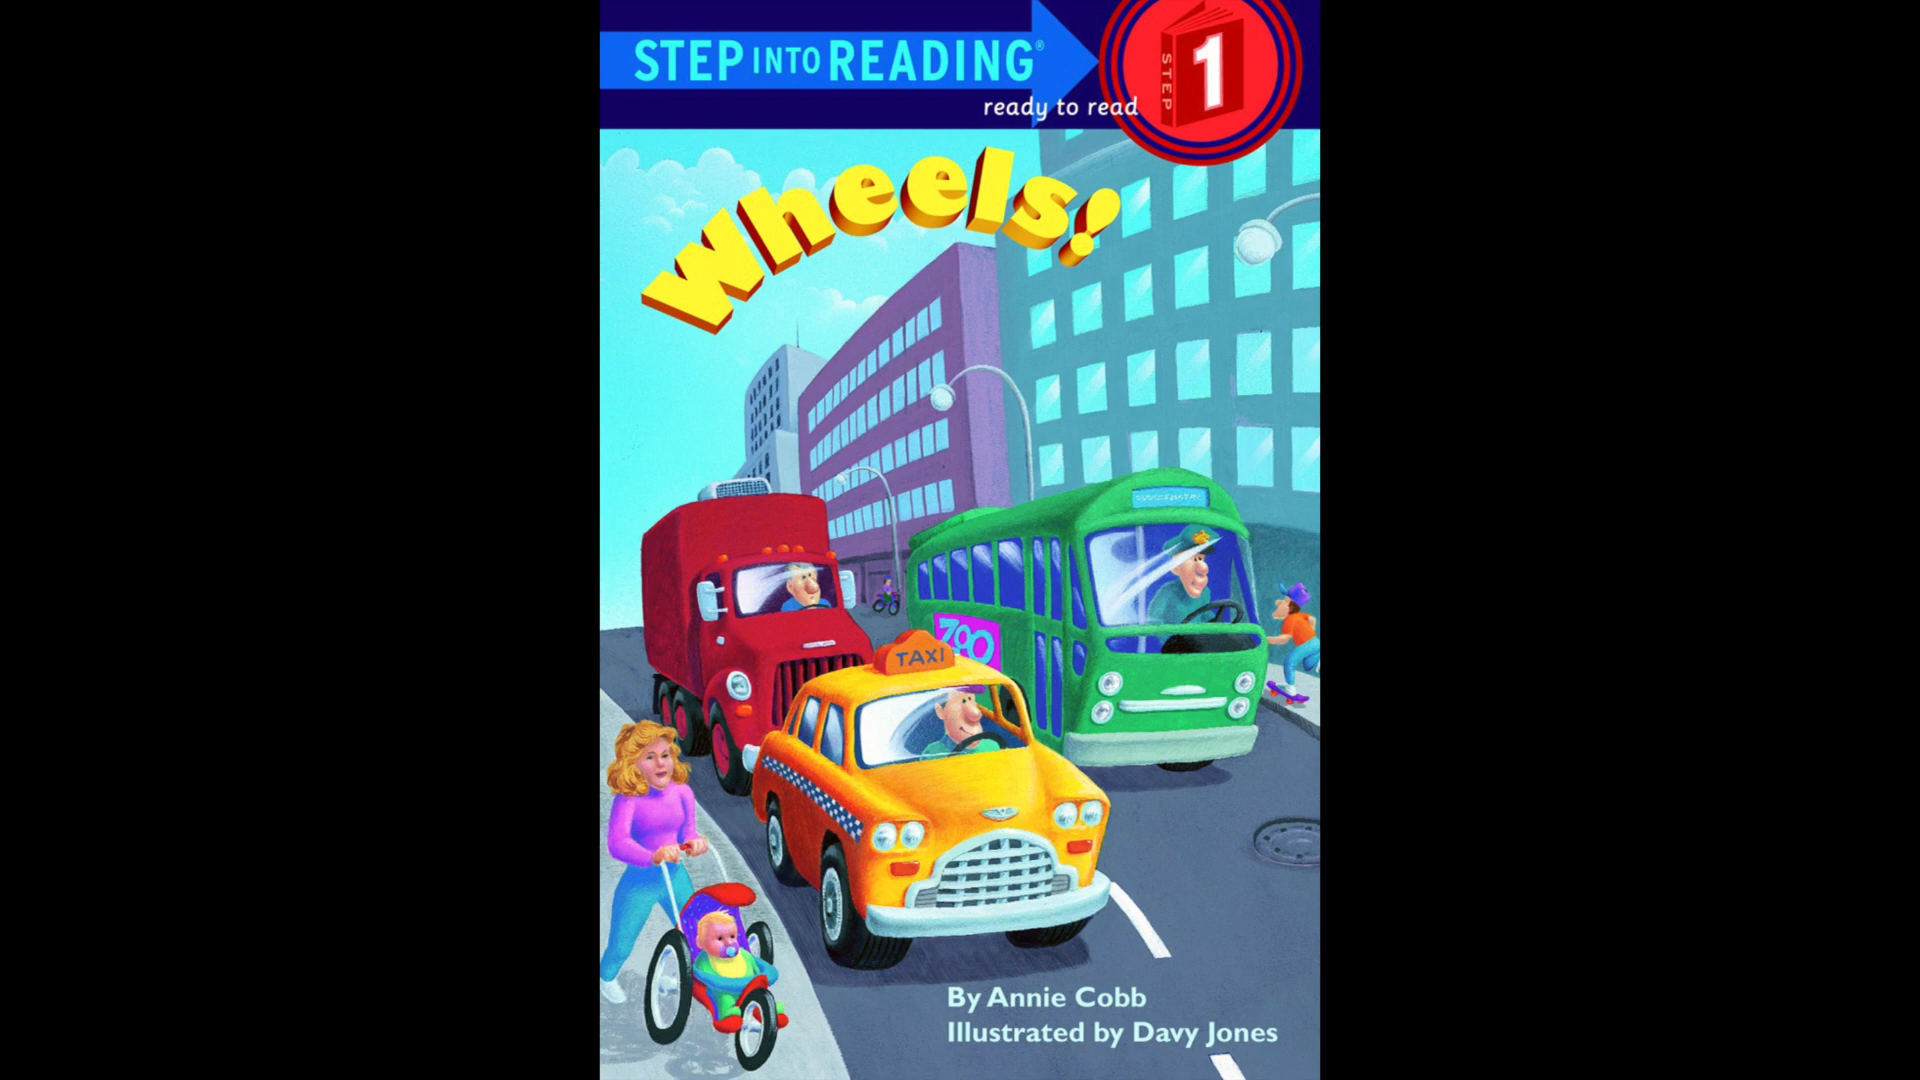 STEP INTO READING®
ready to read
STEP
1
Wheels!
ZOO
TAXI
By Annie Cobb
Illustrated by Davy Jones